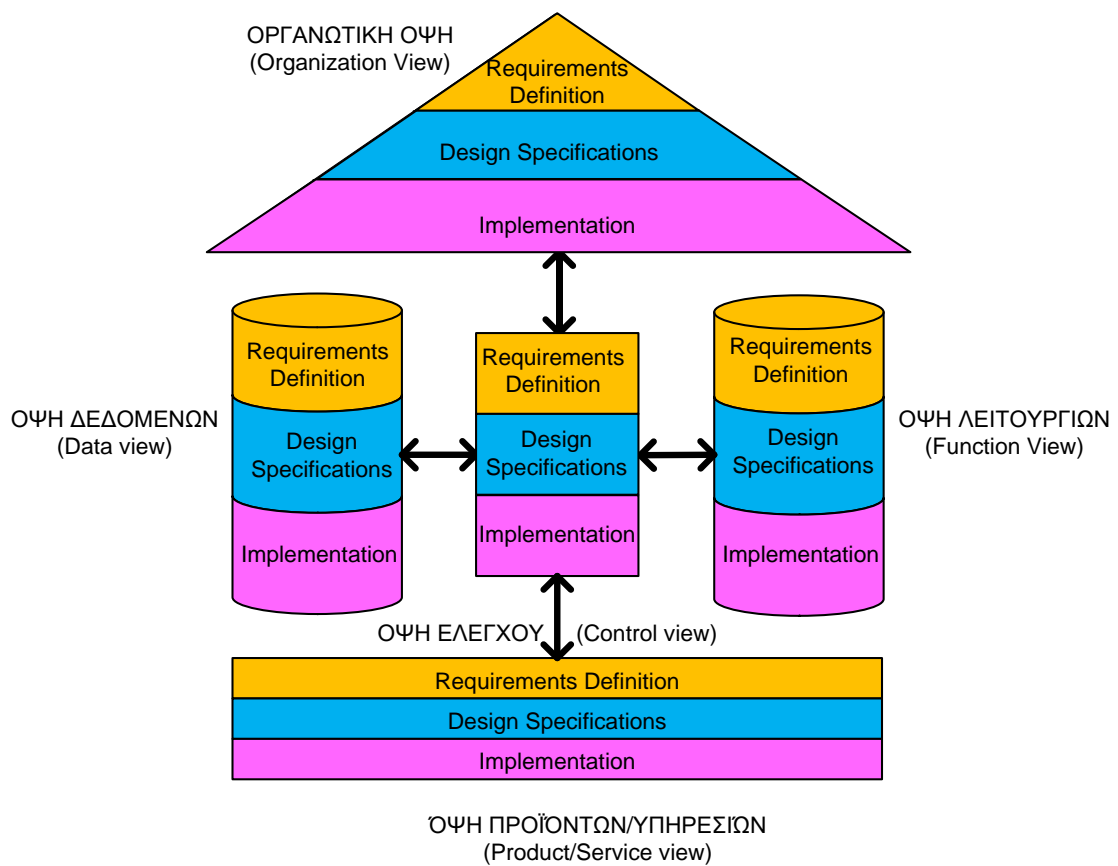 ΟΡΓΑΝΩΤΙΚΗ ΟΨΗ
(Organization View)
Requirements
Definition
Design Specifications
Implementation
ΟΨΗ ΔΕΔΟΜΕΝΩΝ
(Data view)
Requirements
Definition
Design
Specifications
Implementation
Requirements
Definition
Design
Specifications
Implementation
Requirements
Definition
Design
Specifications
Implementation
ΟΨΗ ΛΕΙΤΟΥΡΓΙΩΝ
(Function View)
ΟΨΗ ΕΛΕΓΧΟΥ (Control view)
Requirements Definition
Design Specifications
Implementation
ΌΨΗ ΠΡΟΪΌΝΤΩΝ/ΥΠΗΡΕΣΙΏΝ
(Product/Service view)